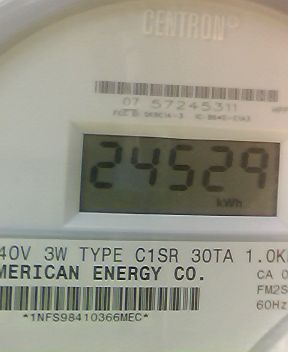 CENTRON®
07 57245311
24529
kWh
40V 3W TYPE C1SR 30TA 1.0K
MERICAN ENERGY CO.
CA 0
FM2S
60Hz
*1NFS98410366MEC*